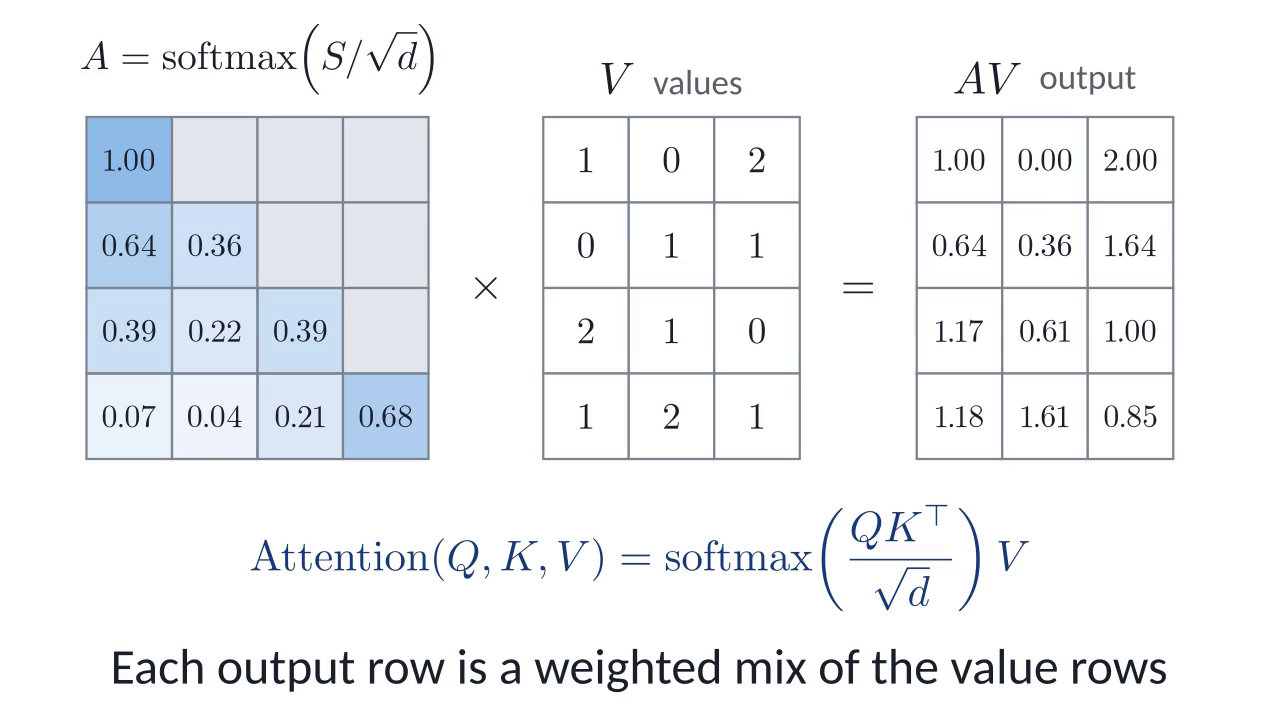 A = softmax(S/√d)
V values
AV output
1.00
0.64 0.36
0.39 0.22 0.39
0.07 0.04 0.21 0.68
×
1 0 2
0 1 1
2 1 0
1 2 1
=
1.00 0.00 2.00
0.64 0.36 1.64
1.17 0.61 1.00
1.18 1.61 0.85
Attention(Q, K, V) = softmax(QK⊤/√d) V
Each output row is a weighted mix of the value rows